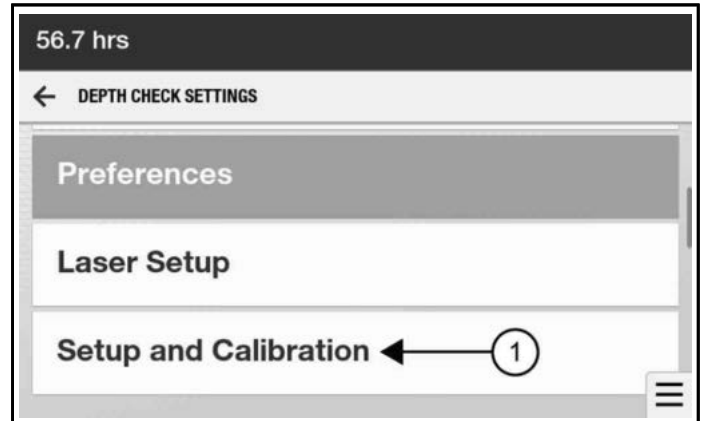 56.7 hrs
DEPTH CHECK SETTINGS
Preferences
Laser Setup
Setup and Calibration
1